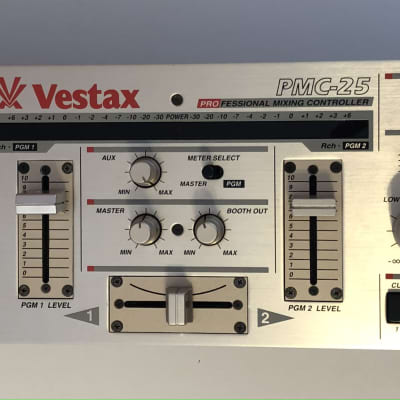 Vestax
PMC-25
PROFESSIONAL MIXING CONTROLLER
+6 +3 +2 +1 0 -1 -2 -4 -7 -10 -20 -30 POWER -30 -20 -10 -7 -4 -2 -1 0 +1 +2 +3 +6
Lch - PGM 1
Rch - PGM 2
AUX
METER SELECT
MIN MAX
MASTER PGM
MASTER
BOOTH OUT
MIN MAX
MIN MAX
10
9
8
7
6
5
4
3
2
1
0
10
9
8
7
6
5
4
3
2
1
0
PGM 1 LEVEL
1
2
PGM 2 LEVEL
LOW
-∞
CU
1